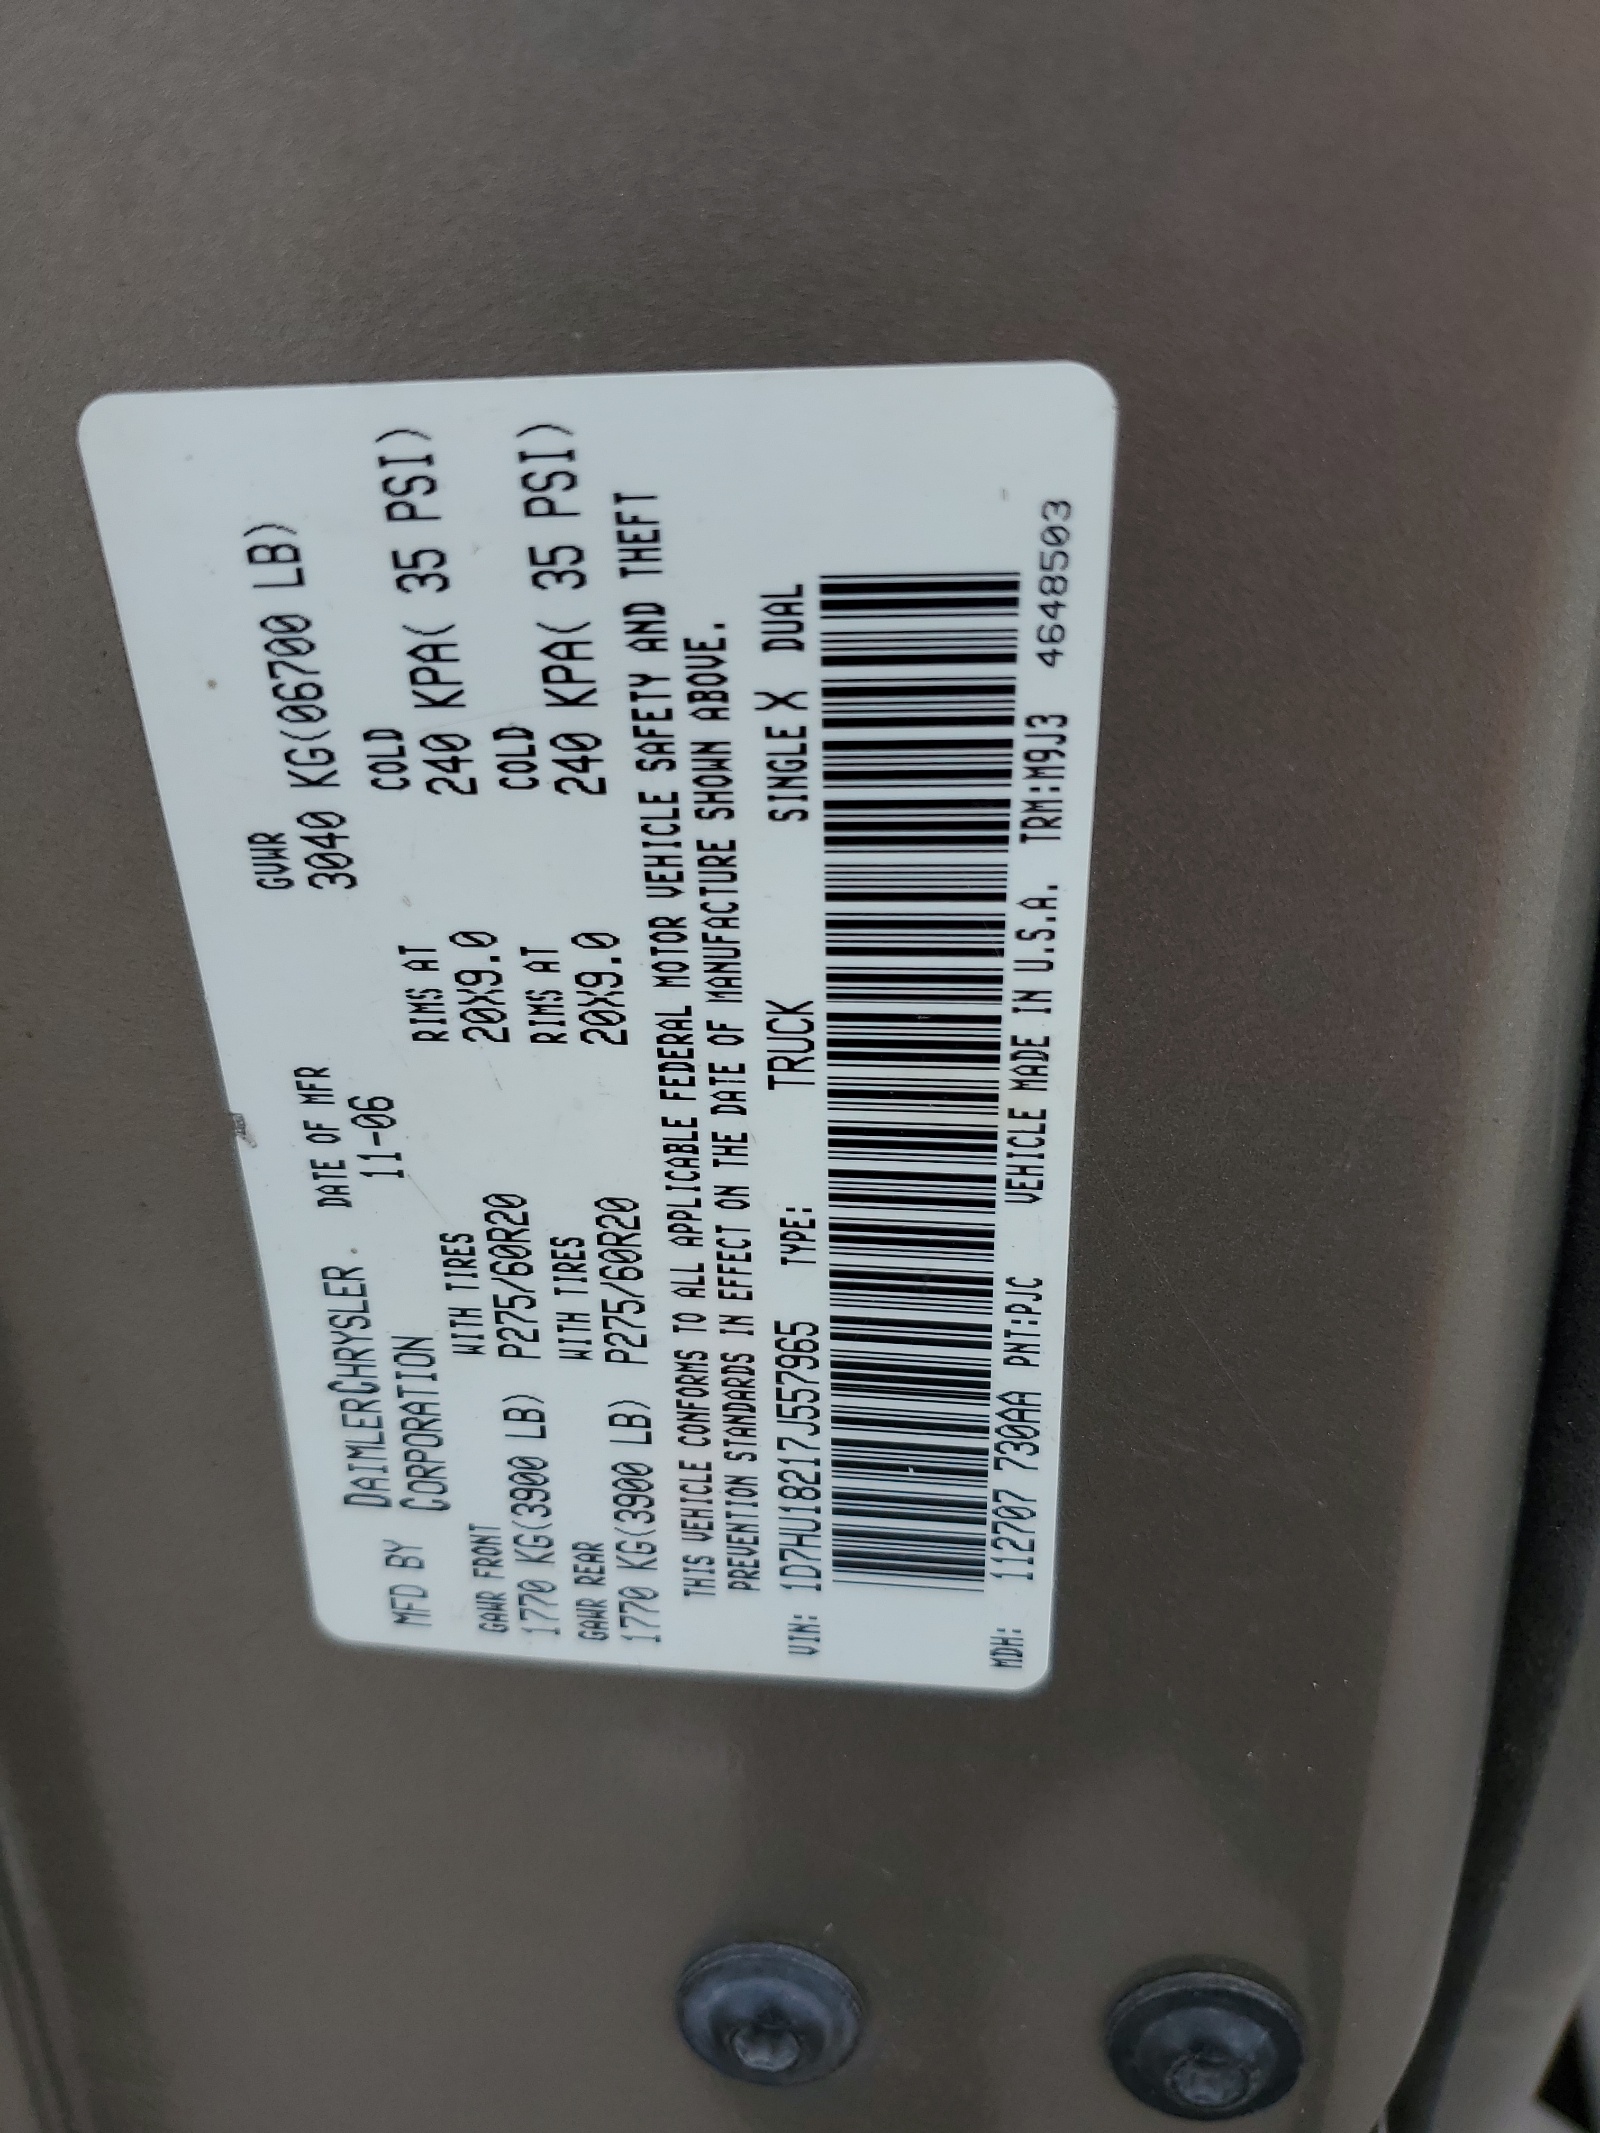 MFD BY DAIMLERCHRYSLER CORPORATION
DATE OF MFR 11-06
GVWR 3040 KG(06700 LB)
GAWR FRONT WITH TIRES RIMS AT COLD
1770 KG(3900 LB) P275/60R20 20X9.0 240 KPA( 35 PSI)
GAWR REAR WITH TIRES RIMS AT COLD
1770 KG(3900 LB) P275/60R20 20X9.0 240 KPA( 35 PSI)
THIS VEHICLE CONFORMS TO ALL APPLICABLE FEDERAL MOTOR VEHICLE SAFETY AND THEFT
PREVENTION STANDARDS IN EFFECT ON THE DATE OF MANUFACTURE SHOWN ABOVE.
VIN: 1D7HU18217J557965 TYPE: TRUCK SINGLE X DUAL
MDH: 112707 730AA PNT:PJC VEHICLE MADE IN U.S.A. TRM:M9J3 4648503